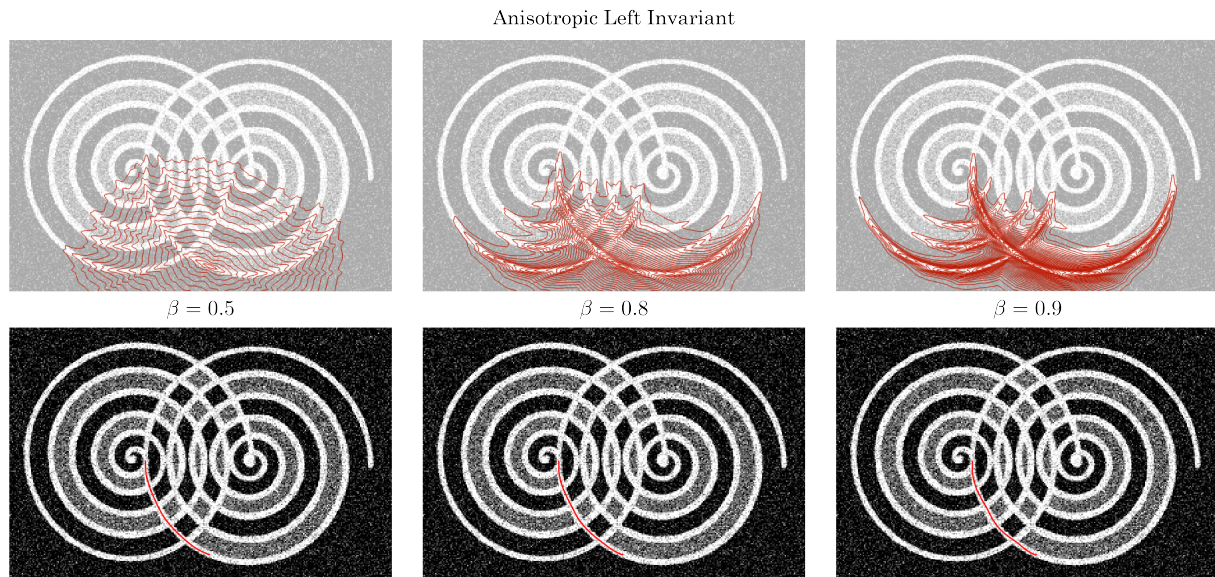 Anisotropic Left Invariant
β = 0.5
β = 0.8
β = 0.9